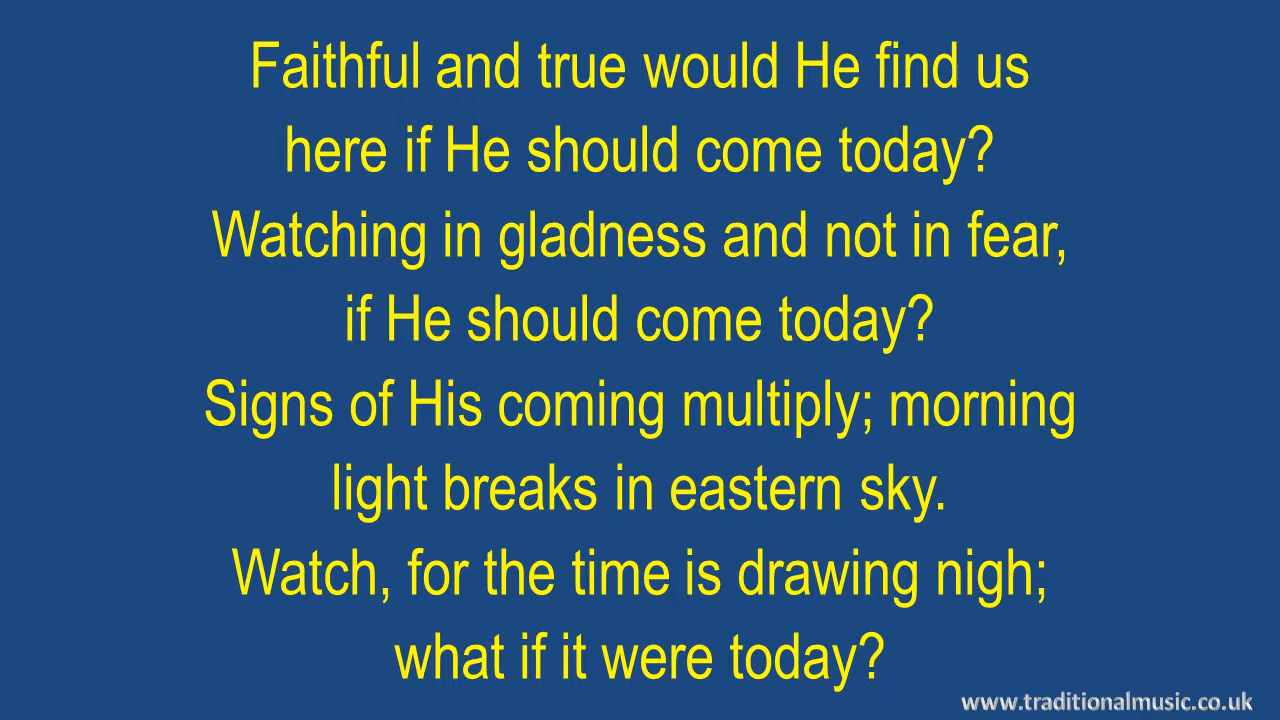 Faithful and true would He find us
here if He should come today?
Watching in gladness and not in fear,
if He should come today?
Signs of His coming multiply; morning
light breaks in eastern sky.
Watch, for the time is drawing nigh;
what if it were today?
www.traditionalmusic.co.uk